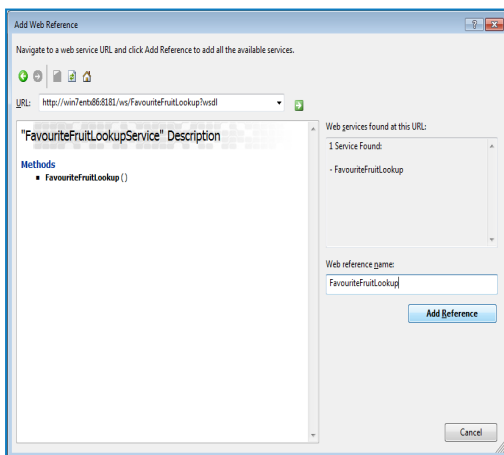 Add Web Reference
Navigate to a web service URL and click Add Reference to add all the available services.
URL: http://win7entx86:8181/ws/FavouriteFruitLookup?wsdl
"FavouriteFruitLookupService" Description
Methods
FavouriteFruitLookup ()
Web services found at this URL:
1 Service Found:
- FavouriteFruitLookup
Web reference name:
FavouriteFruitLookup
Add Reference
Cancel